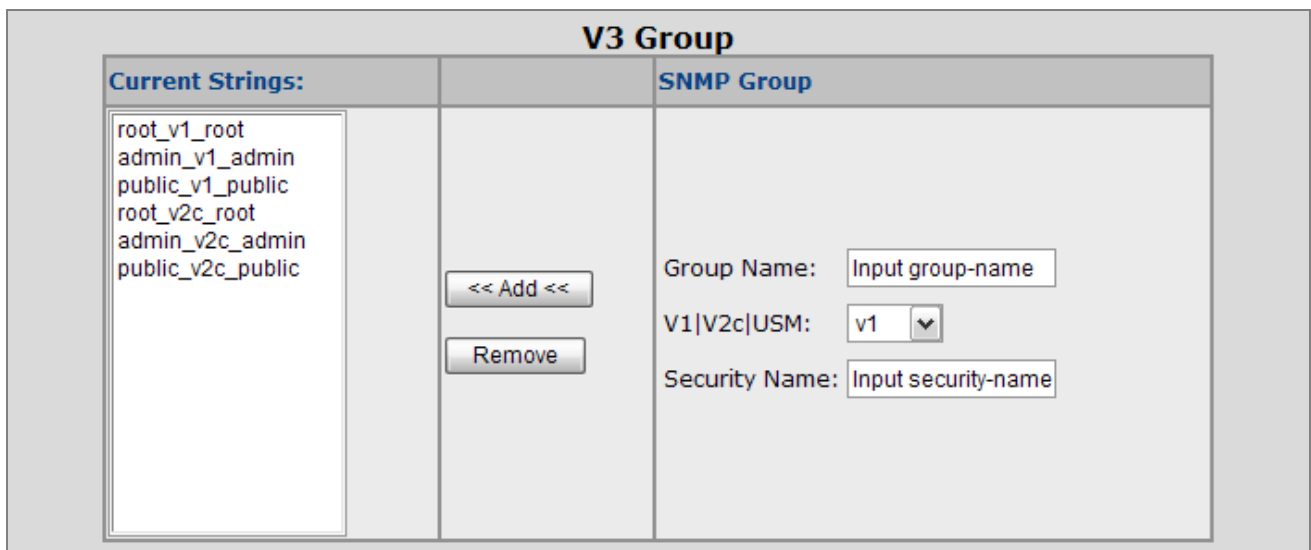 V3 Group
Current Strings:
SNMP Group
root_v1_root
admin_v1_admin
public_v1_public
root_v2c_root
admin_v2c_admin
public_v2c_public
<< Add <<
Remove
Group Name: Input group-name
V1|V2c|USM: v1
Security Name: Input security-name